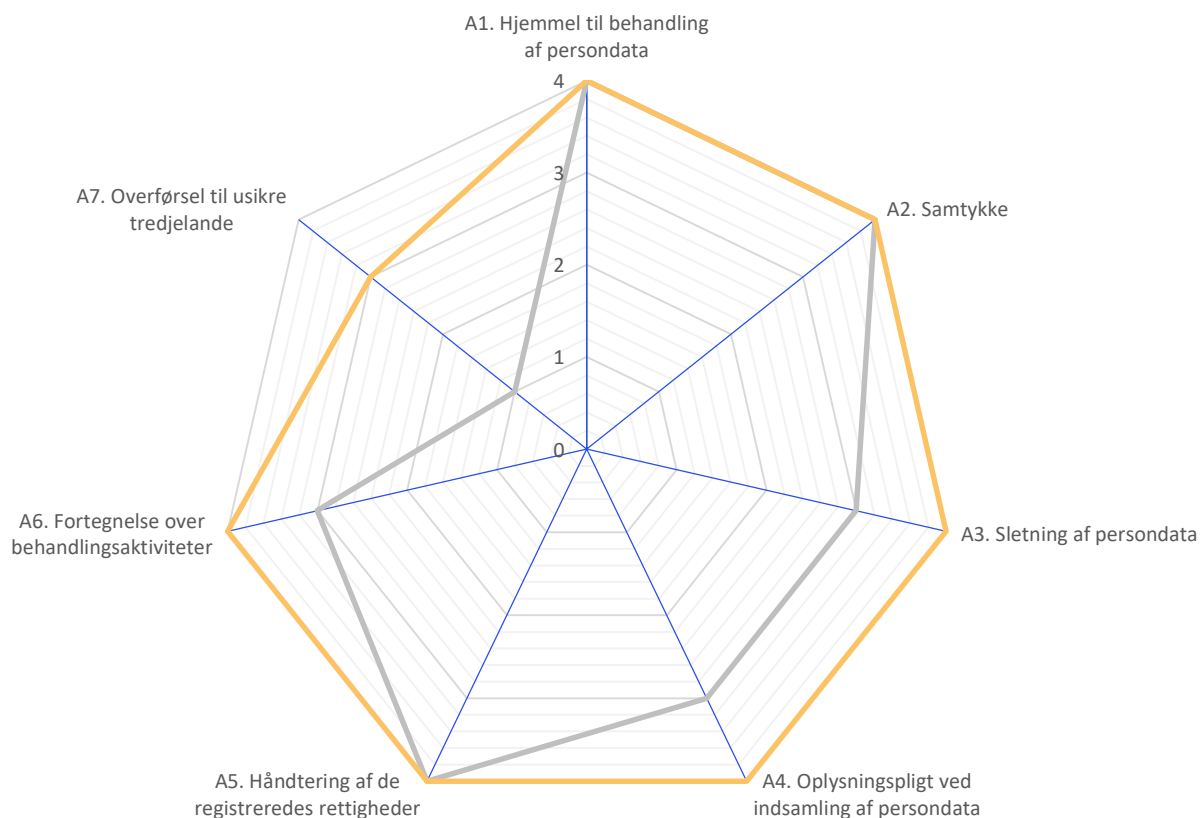 A1. Hjemmel til behandling
af persondata
4
3
2
1
0
A2. Samtykke
A3. Sletning af persondata
A4. Oplysningspligt ved
indsamling af persondata
A5. Håndtering af de
registreredes rettigheder
A6. Fortegnelse over
behandlingsaktiviteter
A7. Overførsel til usikre
tredjelande